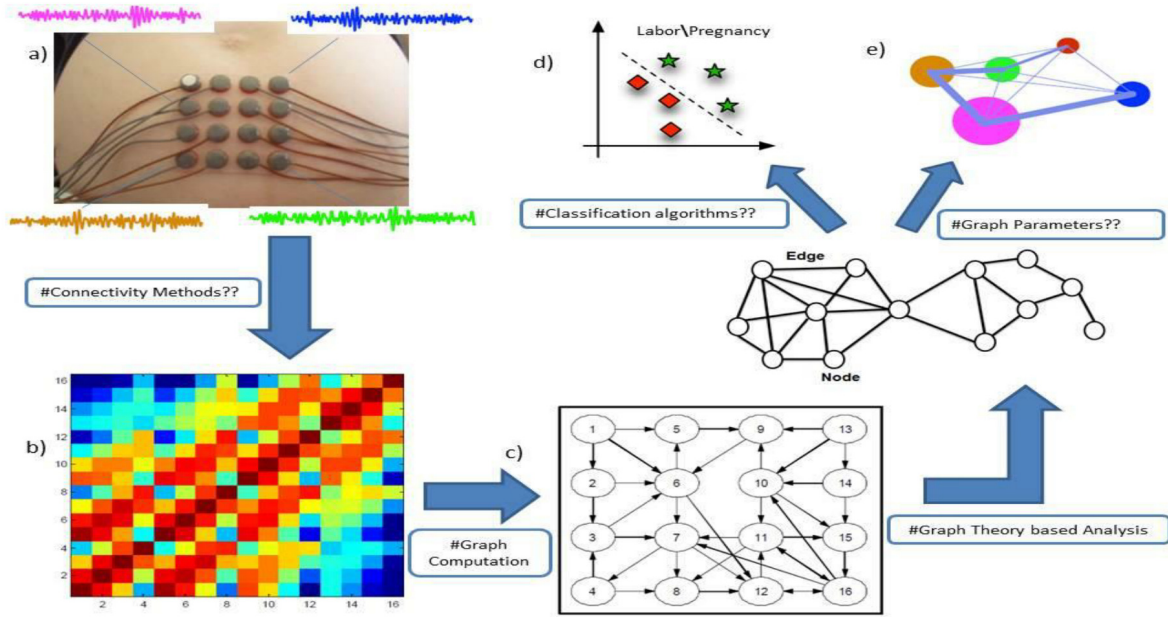 a)
#Connectivity Methods??
b)
16
14
12
10
8
6
4
2
2 4 6 8 10 12 14 16
#Graph
Computation
c)
1 5 9 13
2 6 10 14
3 7 11 15
4 8 12 16
#Graph Theory based Analysis
Edge
Node
d)
Labor\Pregnancy
#Classification algorithms??
e)
#Graph Parameters??